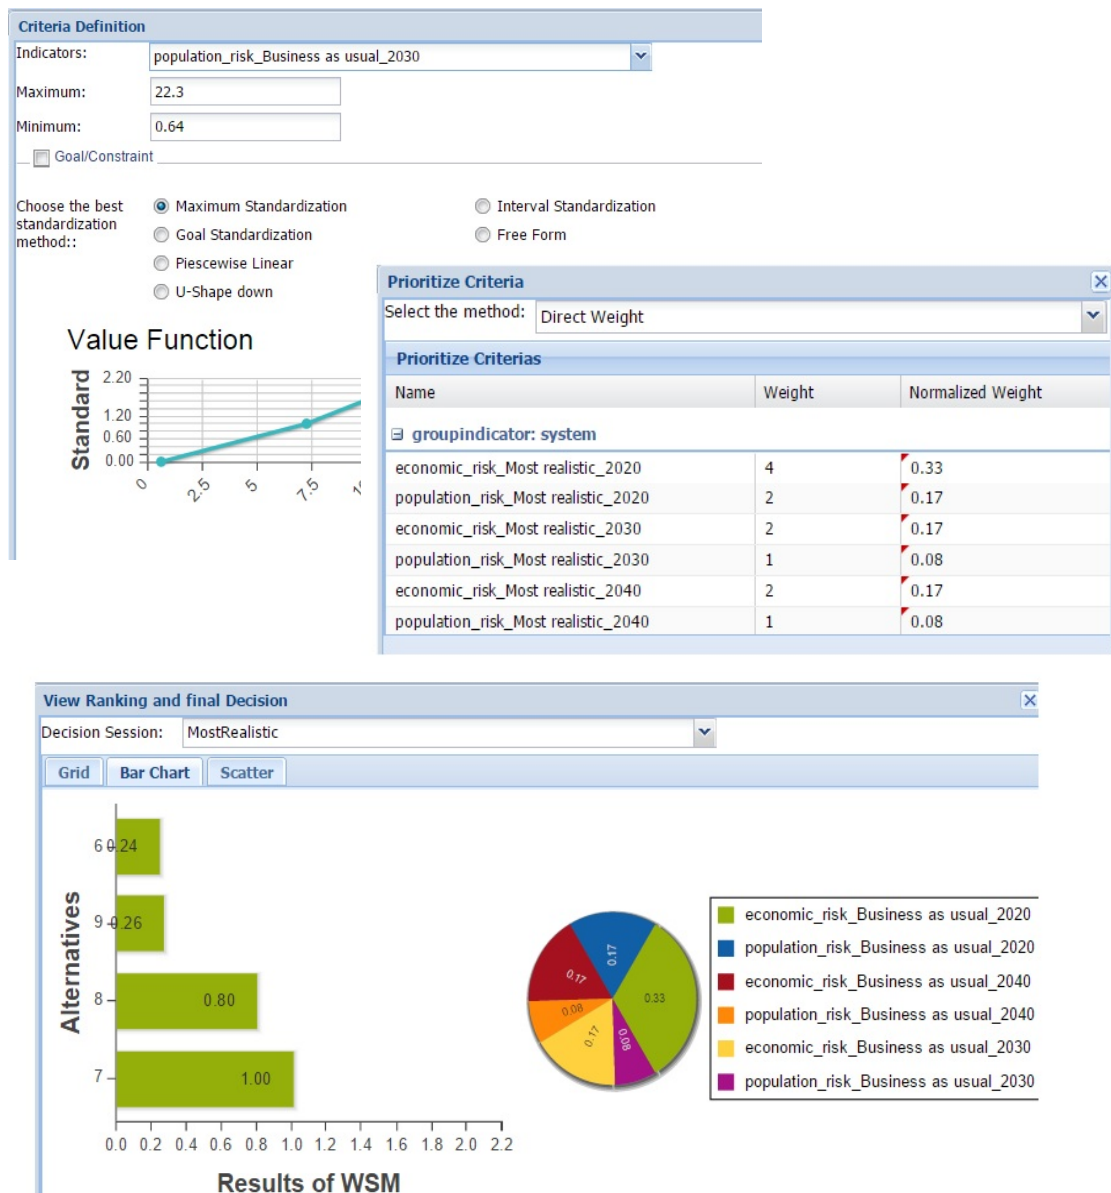 Criteria Definition
Indicators: population_risk_Business as usual_2030
Maximum: 22.3
Minimum: 0.64
Goal/Constraint
Choose the best
standardization
method::
Maximum Standardization Interval Standardization
Goal Standardization Free Form
Piescewise Linear
U-Shape down
Value Function
Standard
2.20
1.20
0.60
0.00
0 2.5 5 7.5
Prioritize Criteria
Select the method: Direct Weight
Prioritize Criterias
Name Weight Normalized Weight
groupindicator: system
economic_risk_Most realistic_2020 4 0.33
population_risk_Most realistic_2020 2 0.17
economic_risk_Most realistic_2030 2 0.17
population_risk_Most realistic_2030 1 0.08
economic_risk_Most realistic_2040 2 0.17
population_risk_Most realistic_2040 1 0.08
View Ranking and final Decision
Decision Session: MostRealistic
Grid Bar Chart Scatter
Alternatives
6 0.24
9 0.26
8 0.80
7 1.00
0.0 0.2 0.4 0.6 0.8 1.0 1.2 1.4 1.6 1.8 2.0 2.2
Results of WSM
0.17
0.33
0.17
0.08
0.17
0.08
economic_risk_Business as usual_2020
population_risk_Business as usual_2020
economic_risk_Business as usual_2040
population_risk_Business as usual_2040
economic_risk_Business as usual_2030
population_risk_Business as usual_2030